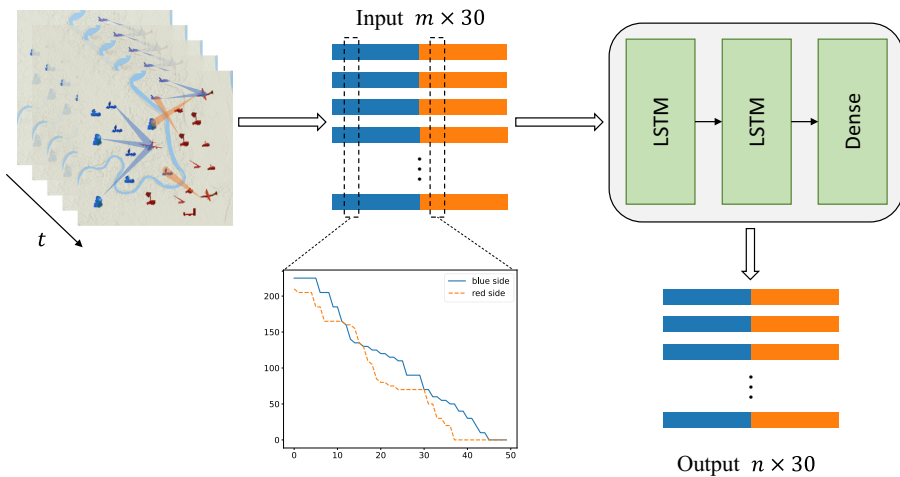 Input m × 30
t
LSTM
LSTM
Dense
blue side
red side
200
150
100
50
0
0
10
20
30
40
50
Output n × 30